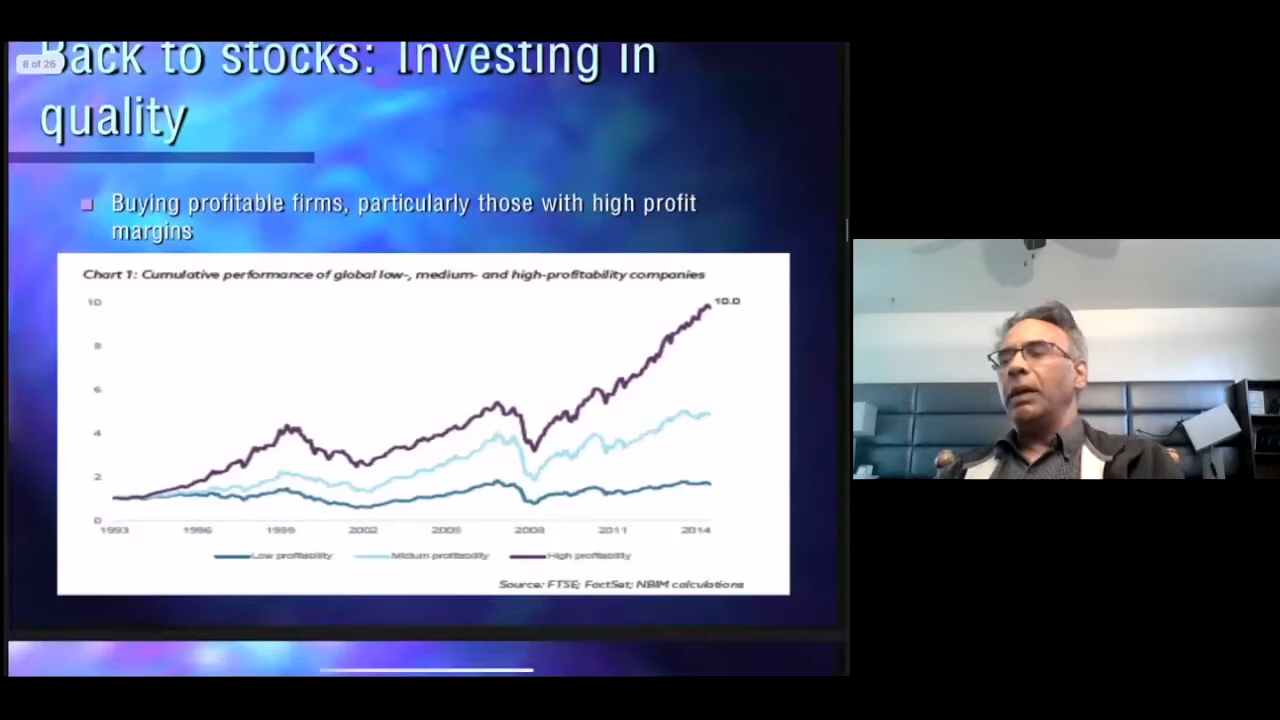 Back to stocks: Investing in
8 of 26
quality
Buying profitable firms, particularly those with high profit
margins
Chart 1: Cumulative performance of global low-, medium- and high-profitability companies
10
10.0
8
6
4
2
0
1993 1996 1999 2002 2005 2008 2011 2014
Low profitability Midium profitability High profitability
Source: FTSE; FactSet; NBIM calculations